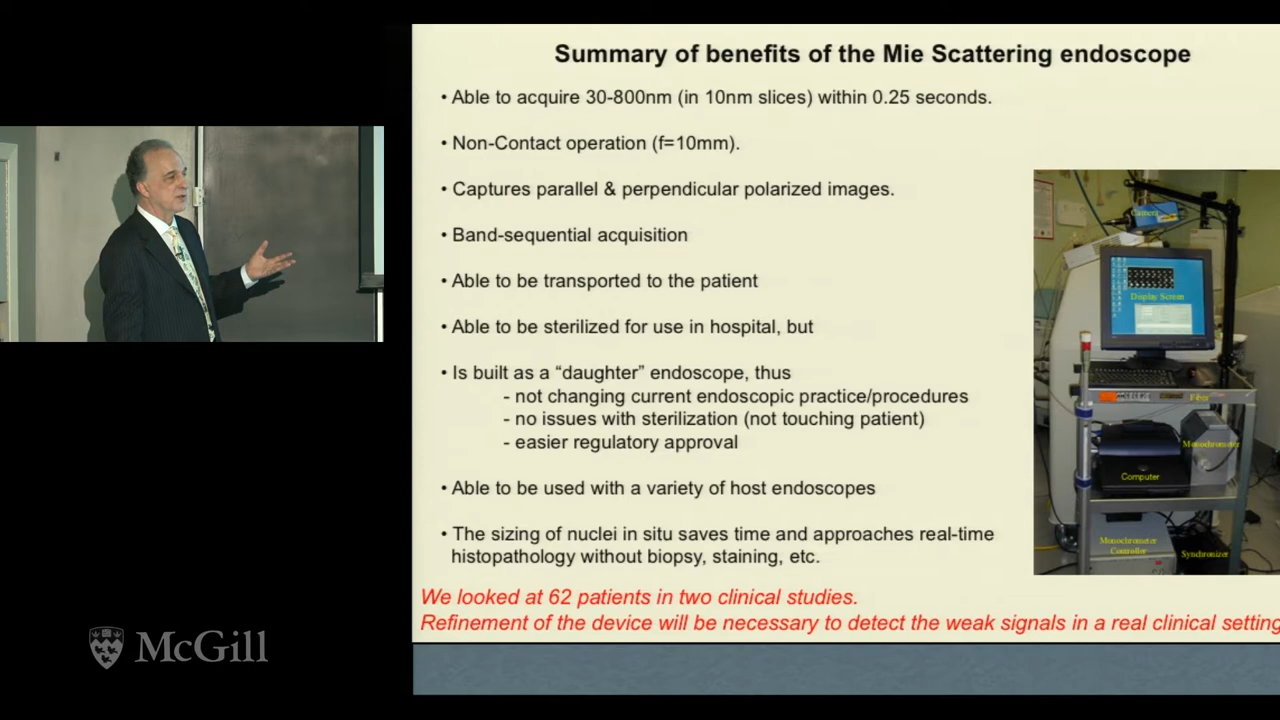 Summary of benefits of the Mie Scattering endoscope
• Able to acquire 30-800nm (in 10nm slices) within 0.25 seconds.
• Non-Contact operation (f=10mm).
• Captures parallel & perpendicular polarized images.
• Band-sequential acquisition
• Able to be transported to the patient
• Able to be sterilized for use in hospital, but
• Is built as a “daughter” endoscope, thus
- not changing current endoscopic practice/procedures
- no issues with sterilization (not touching patient)
- easier regulatory approval
• Able to be used with a variety of host endoscopes
• The sizing of nuclei in situ saves time and approaches real-time
histopathology without biopsy, staining, etc.
We looked at 62 patients in two clinical studies.
Refinement of the device will be necessary to detect the weak signals in a real clinical setting
Camera
Display Screen
Fiber
Monochrometer
Computer
Monochrometer
Controller
Synchronizer
McGill